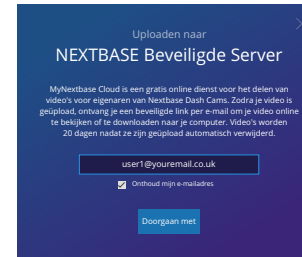 Uploaden naar
NEXTBASE Beveiligde Server
MyNextbase Cloud is een gratis online dienst voor het delen van
video's voor eigenaren van Nextbase Dash Cams. Zodra je video is
geüpload, ontvang je een beveiligde link per e-mail om je video online
te bekijken of te downloaden naar je computer. Video's worden
20 dagen nadat ze zijn geüpload automatisch verwijderd.
user1@youremail.co.uk
Onthoud mijn e-mailadres
Doorgaan met